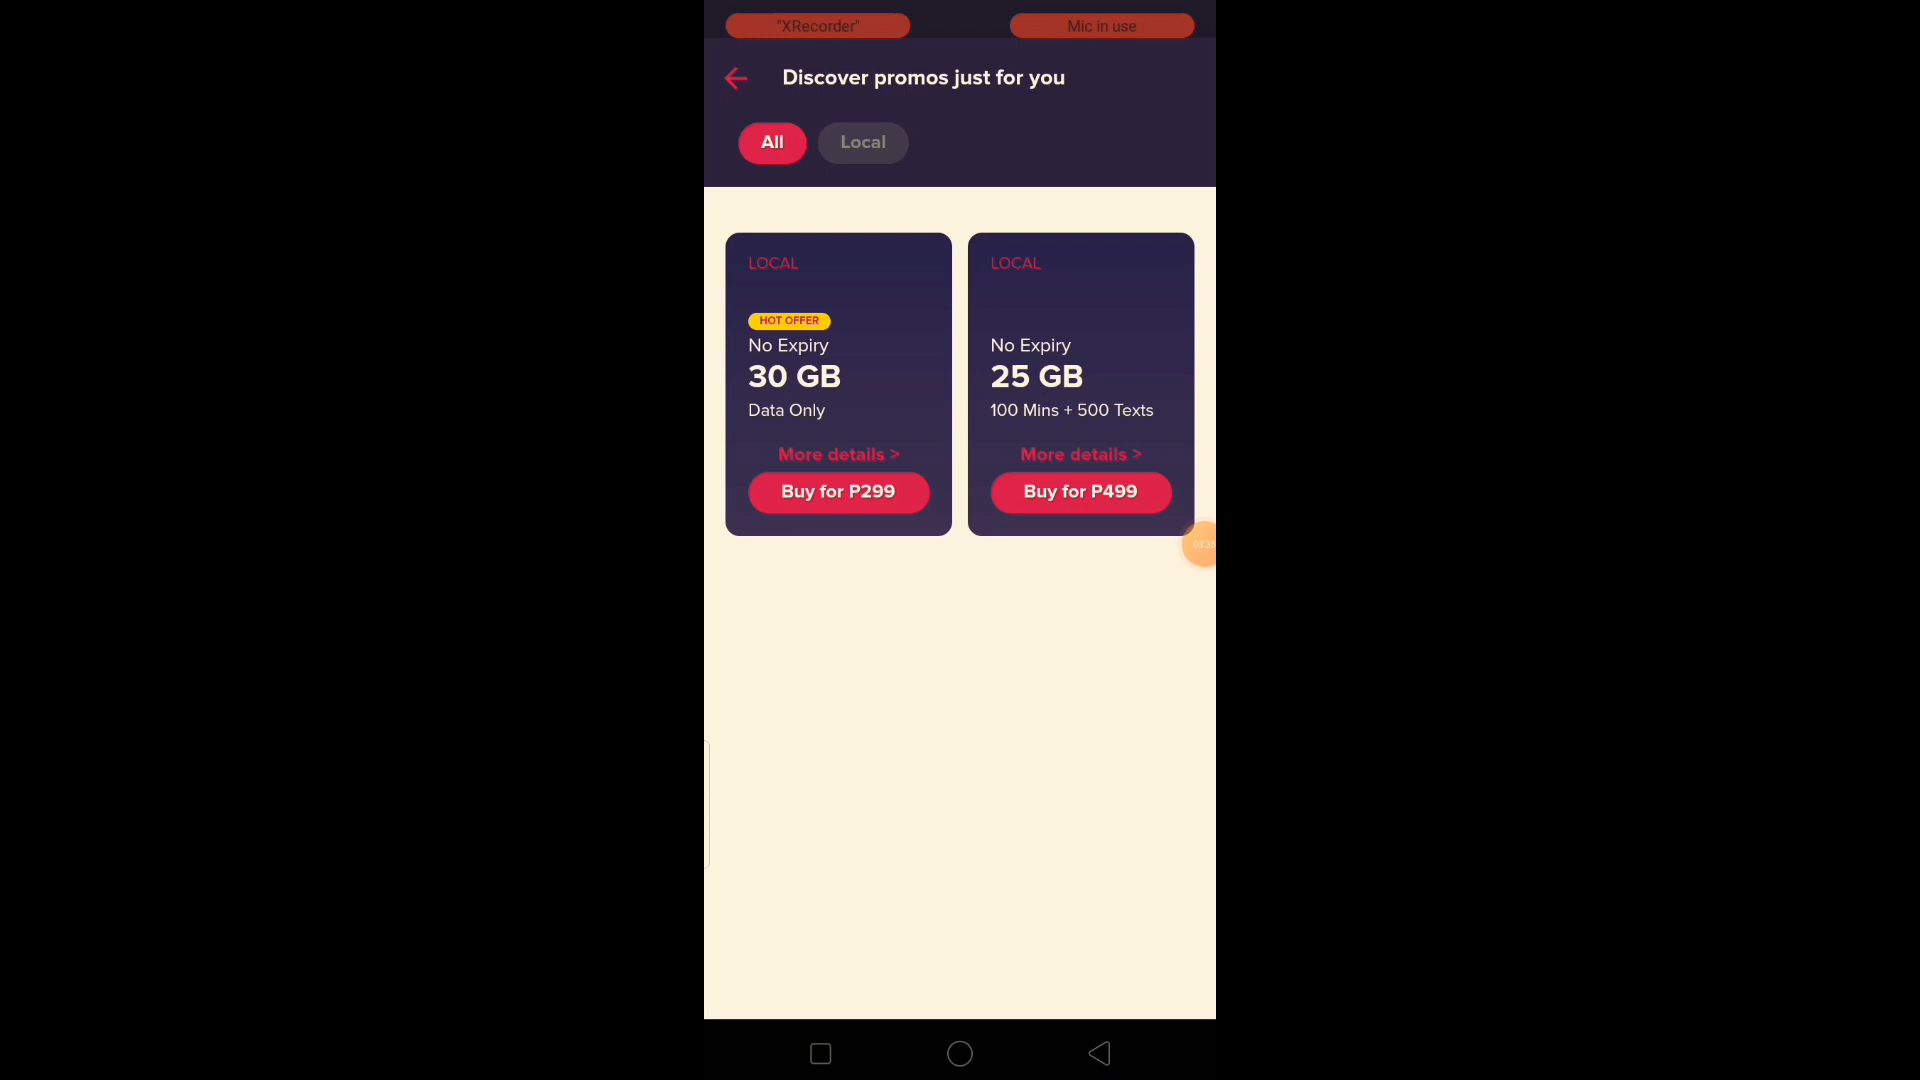 "XRecorder"
Mic in use
Discover promos just for you
All
Local
LOCAL
HOT OFFER
No Expiry
30 GB
Data Only
More details >
Buy for P299
LOCAL
No Expiry
25 GB
100 Mins + 500 Texts
More details >
Buy for P499